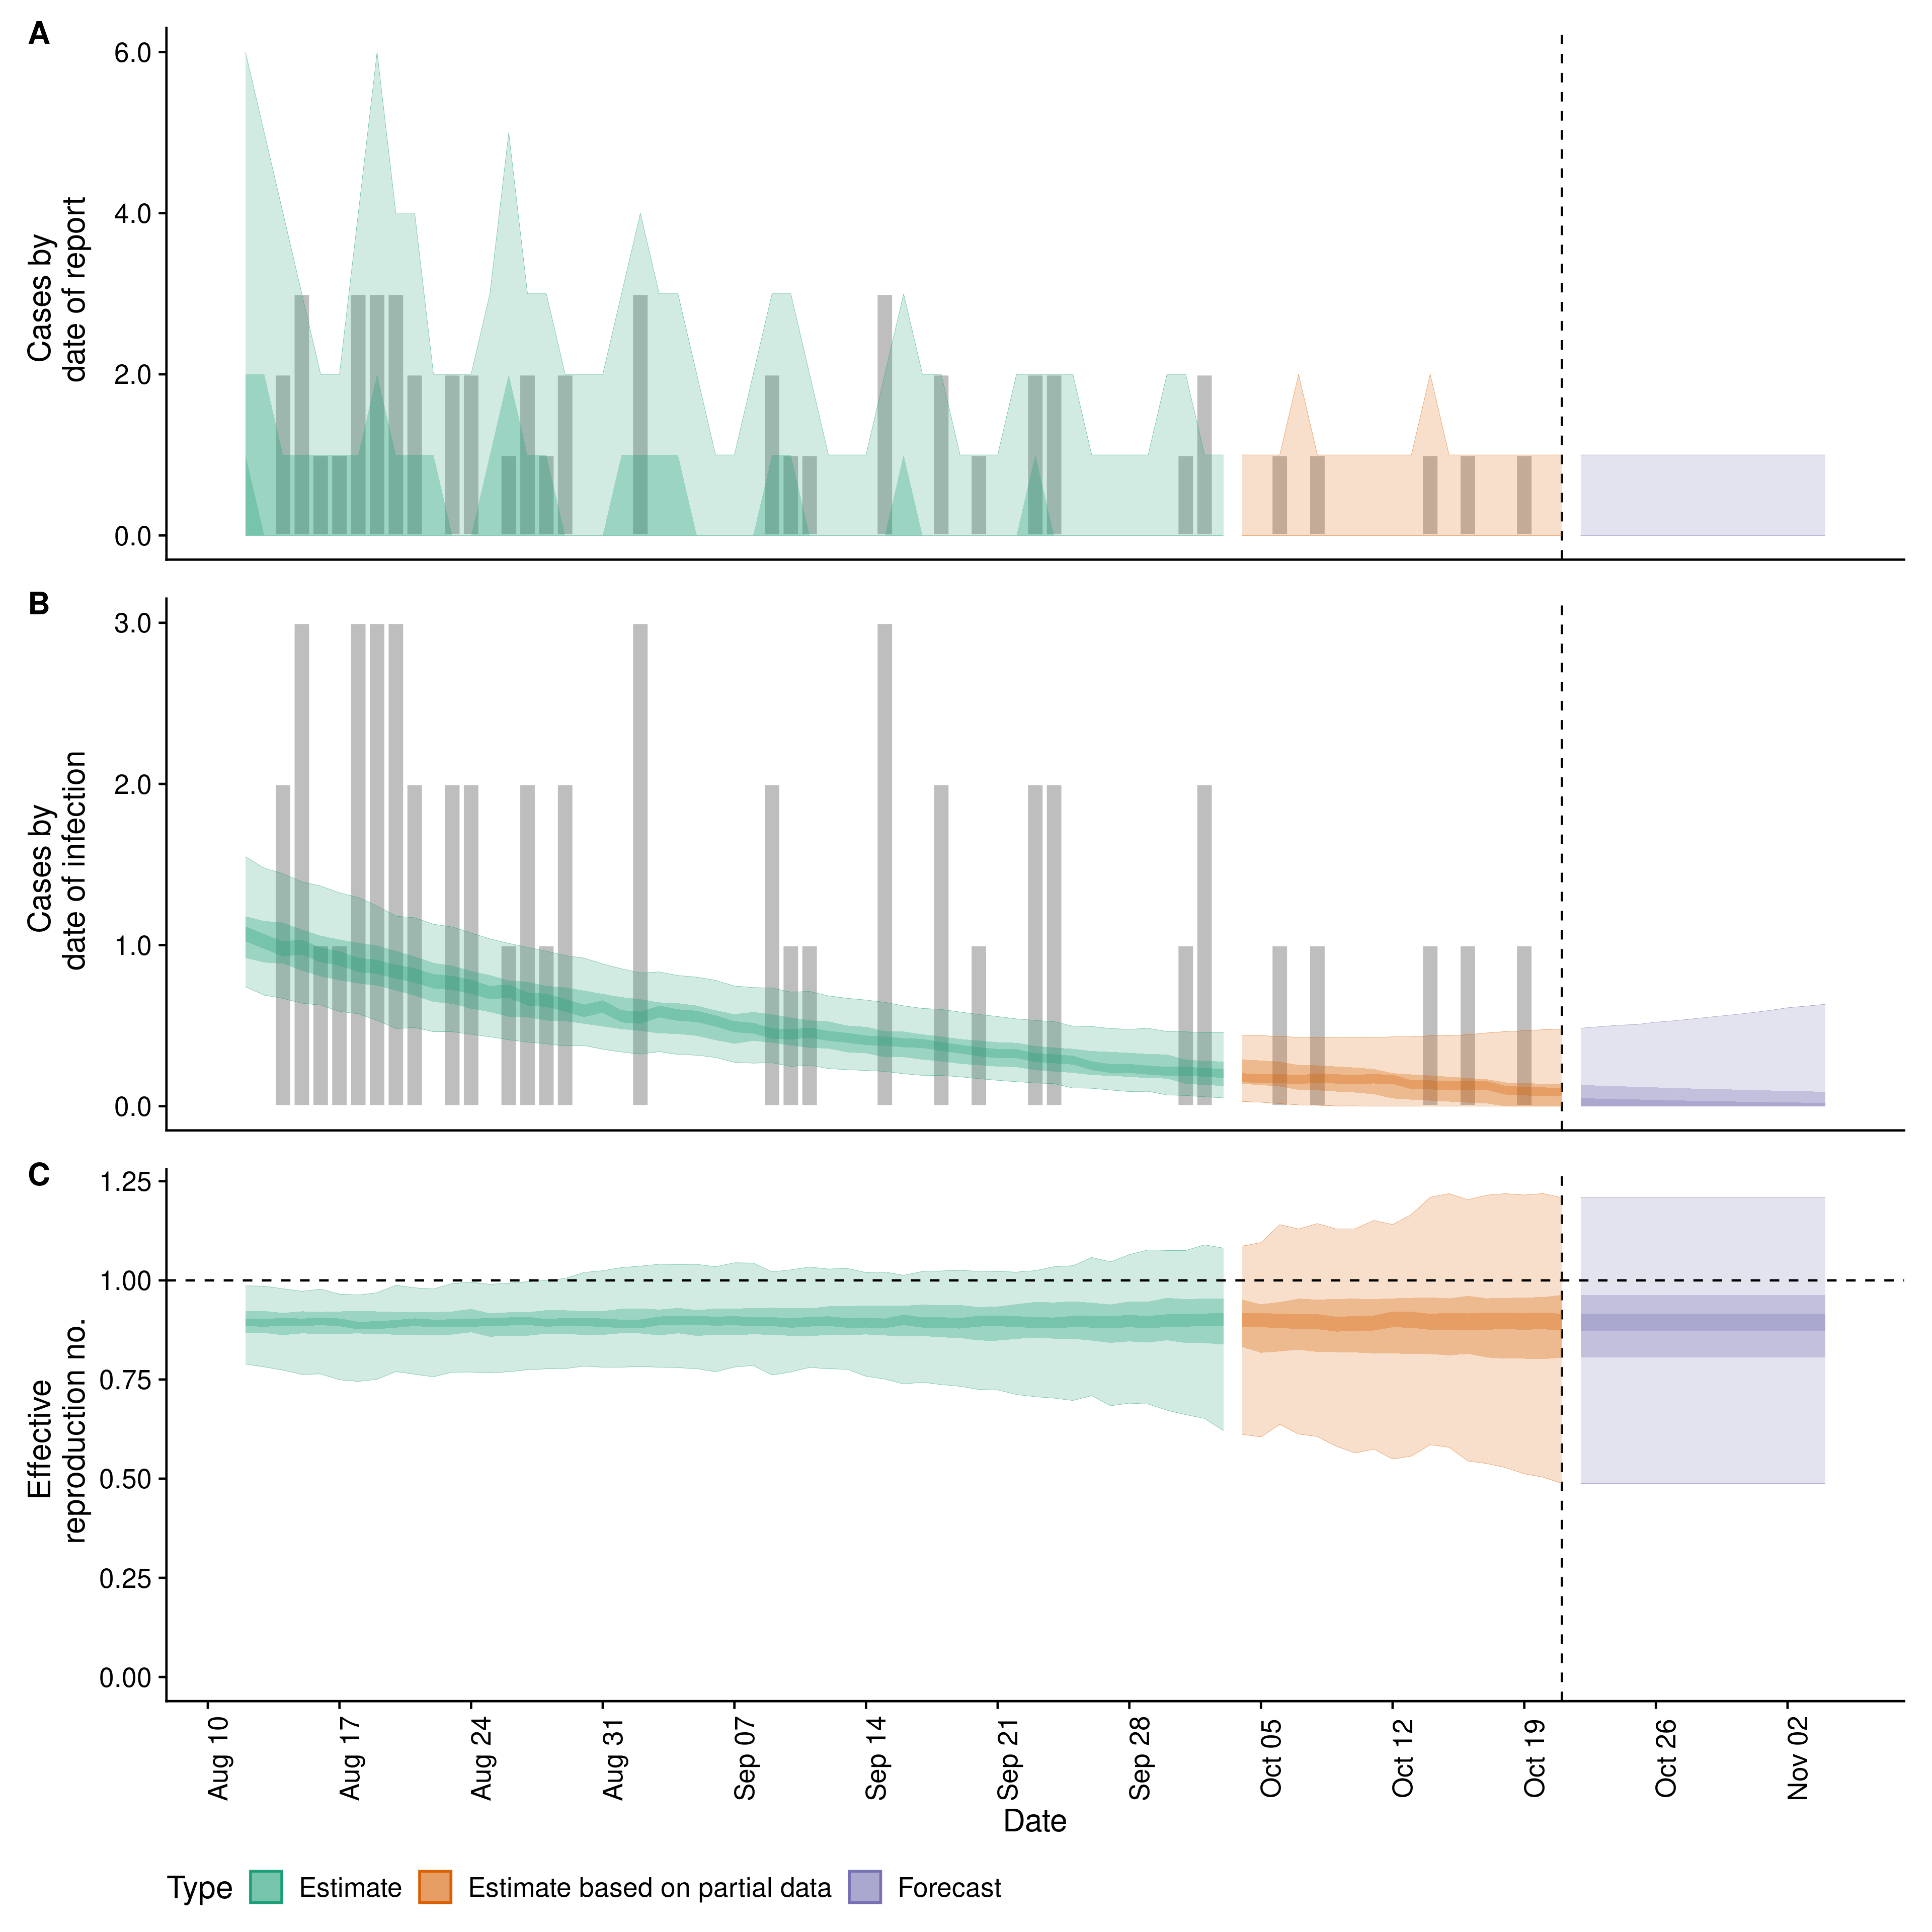 A
6.0
4.0
2.0
0.0
Cases by
date of report
B
3.0
2.0
1.0
0.0
Cases by
date of infection
C
1.25
1.00
0.75
0.50
0.25
0.00
Effective
reproduction no.
Aug 10
Aug 17
Aug 24
Aug 31
Sep 07
Sep 14
Sep 21
Sep 28
Oct 05
Oct 12
Oct 19
Oct 26
Nov 02
Date
Type Estimate Estimate based on partial data Forecast